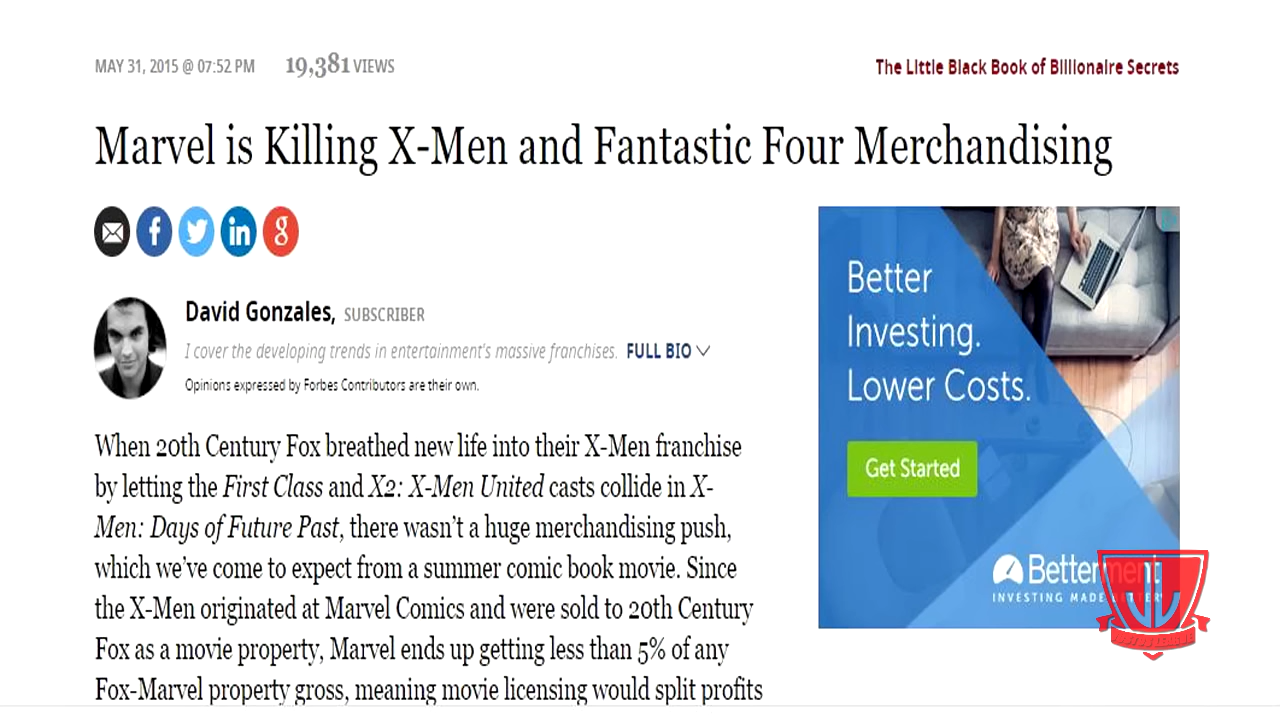 MAY 31, 2015 @ 07:52 PM 19,381 VIEWS
The Little Black Book of Billionaire Secrets
Marvel is Killing X-Men and Fantastic Four Merchandising
David Gonzales, SUBSCRIBER
I cover the developing trends in entertainment's massive franchises. FULL BIO
Opinions expressed by Forbes Contributors are their own.
When 20th Century Fox breathed new life into their X-Men franchise
by letting the First Class and X2: X-Men United casts collide in X-
Men: Days of Future Past, there wasn't a huge merchandising push,
which we've come to expect from a summer comic book movie. Since
the X-Men originated at Marvel Comics and were sold to 20th Century
Fox as a movie property, Marvel ends up getting less than 5% of any
Fox-Marvel property gross, meaning movie licensing would split profits
Better
Investing.
Lower Costs.
Get Started
Betterment
INVESTING MADE BETTER